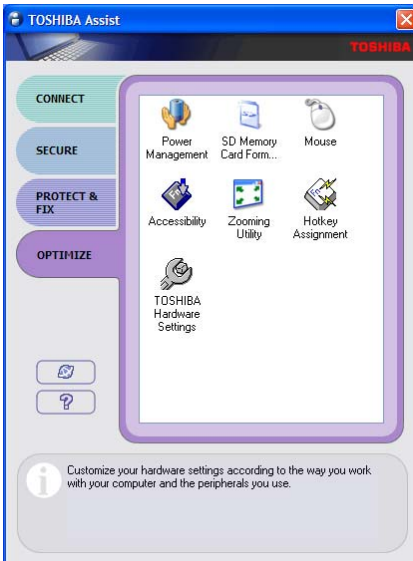 TOSHIBA Assist
TOSHIBA
CONNECT
SECURE
PROTECT &
FIX
OPTIMIZE
Power
Management
SD Memory
Card Form...
Mouse
Accessibility
Zooming
Utility
Hotkey
Assignment
TOSHIBA
Hardware
Settings
?
i
Customize your hardware settings according to the way you work
with your computer and the peripherals you use.